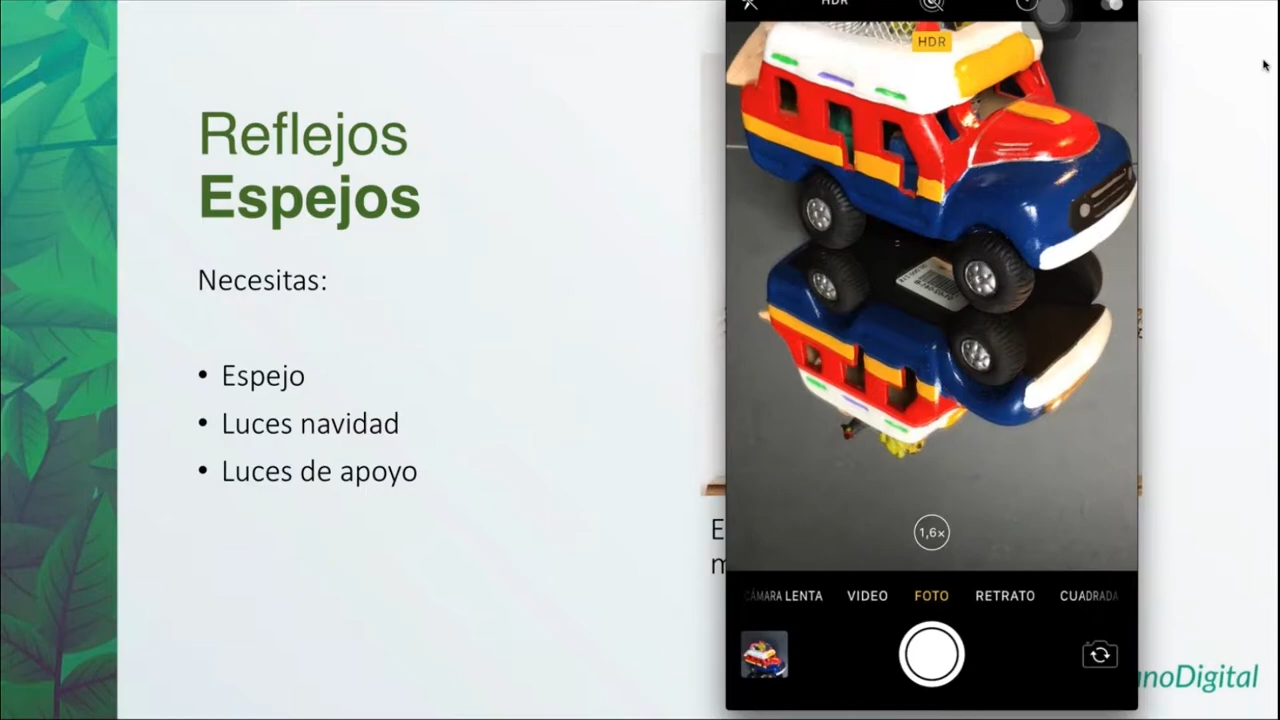 Reflejos
Espejos
Necesitas:
• Espejo
• Luces navidad
• Luces de apoyo
HDR
HDR
1,6x
CÁMARA LENTA VIDEO FOTO RETRATO CUADRADA